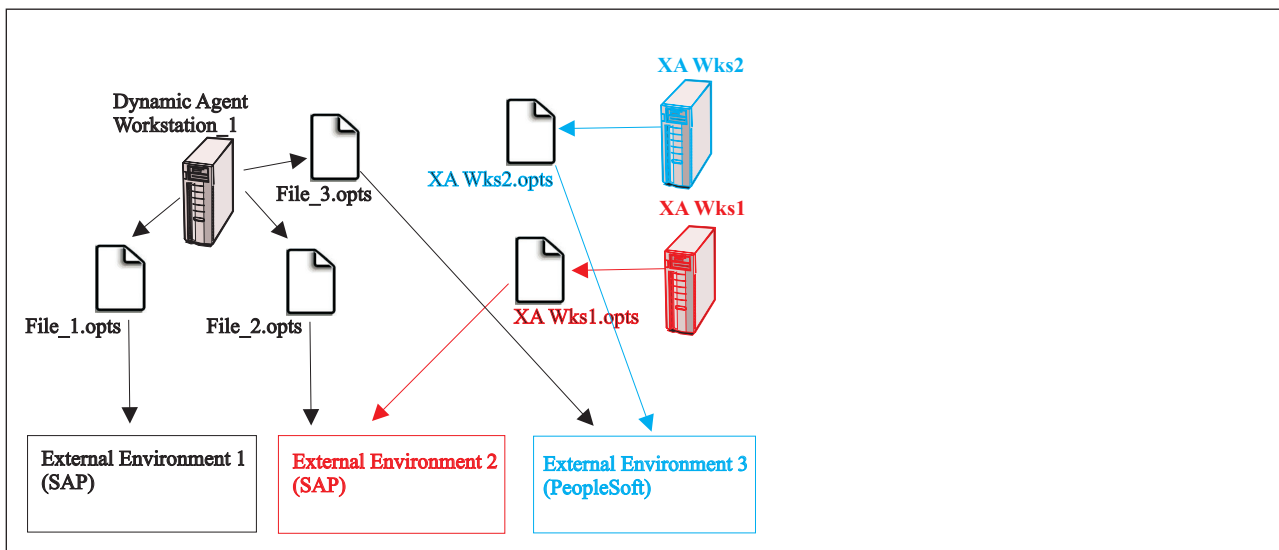 XA Wks2
Dynamic Agent
Workstation_1
File_3.opts
XA Wks2.opts
XA Wks1
File_1.opts
File_2.opts
XA Wks1.opts
External Environment 1
(SAP)
External Environment 2
(SAP)
External Environment 3
(PeopleSoft)